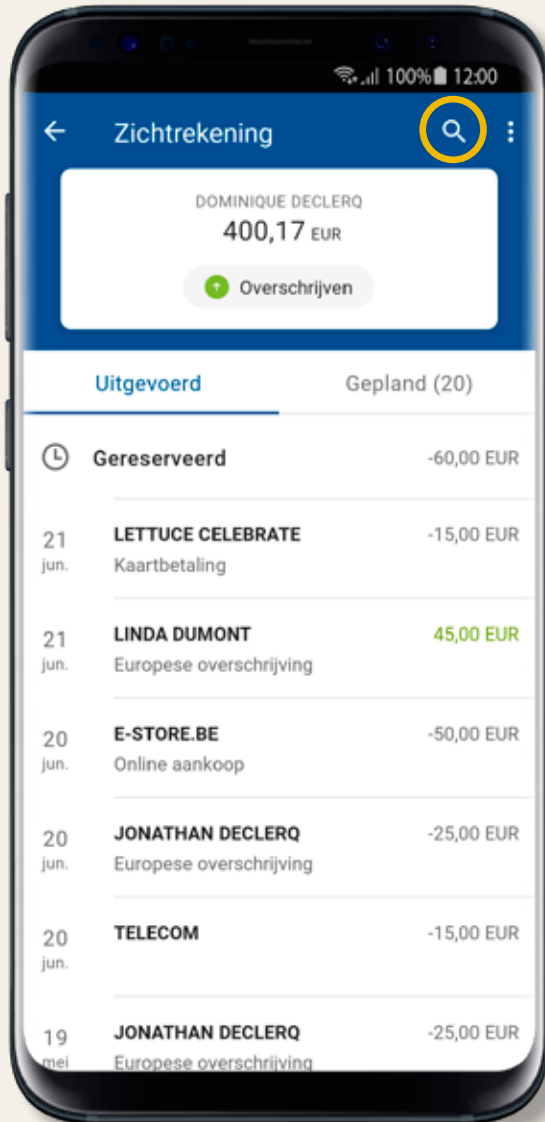 100% 12:00
Zichtrekening
DOMINIQUE DECLERQ
400,17 EUR
Overschrijven
Uitgevoerd Gepland (20)
Gereserveerd -60,00 EUR
21 LETTUCE CELEBRATE -15,00 EUR
jun. Kaartbetaling
21 LINDA DUMONT 45,00 EUR
jun. Europese overschrijving
20 E-STORE.BE -50,00 EUR
jun. Online aankoop
20 JONATHAN DECLERQ -25,00 EUR
jun. Europese overschrijving
20 TELECOM -15,00 EUR
jun.
19 JONATHAN DECLERQ -25,00 EUR
mei Europese overschrijving